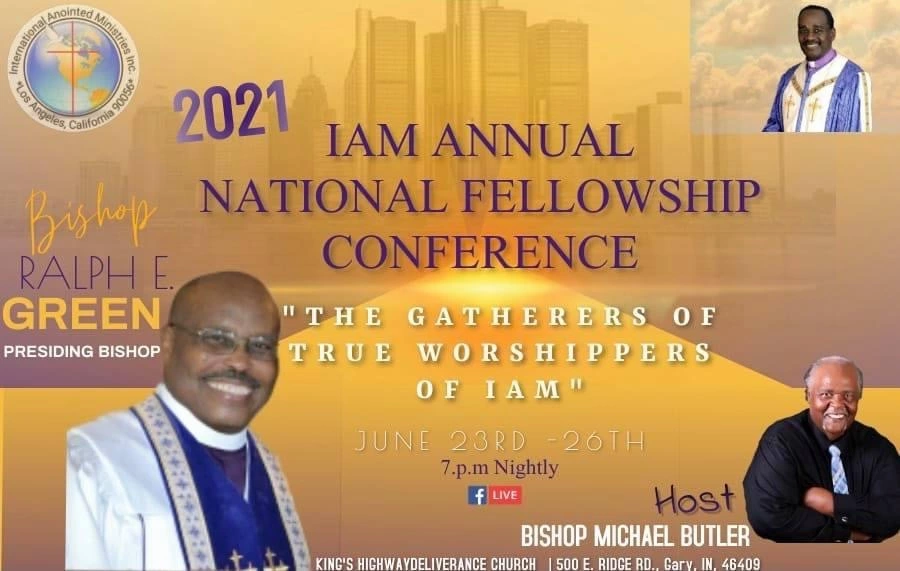 International Anointed Ministries Inc.
*Los Angeles, California 90056*
2021
IAM ANNUAL
NATIONAL FELLOWSHIP
CONFERENCE
Bishop
RALPH E.
GREEN
PRESIDING BISHOP
"THE GATHERERS OF
TRUE WORSHIPPERS
OF IAM"
JUNE 23RD -26TH
7.p.m Nightly
f LIVE
Host
BISHOP MICHAEL BUTLER
KING'S HIGHWAYDELIVERANCE CHURCH | 500 E. RIDGE RD., Gary, IN, 46409